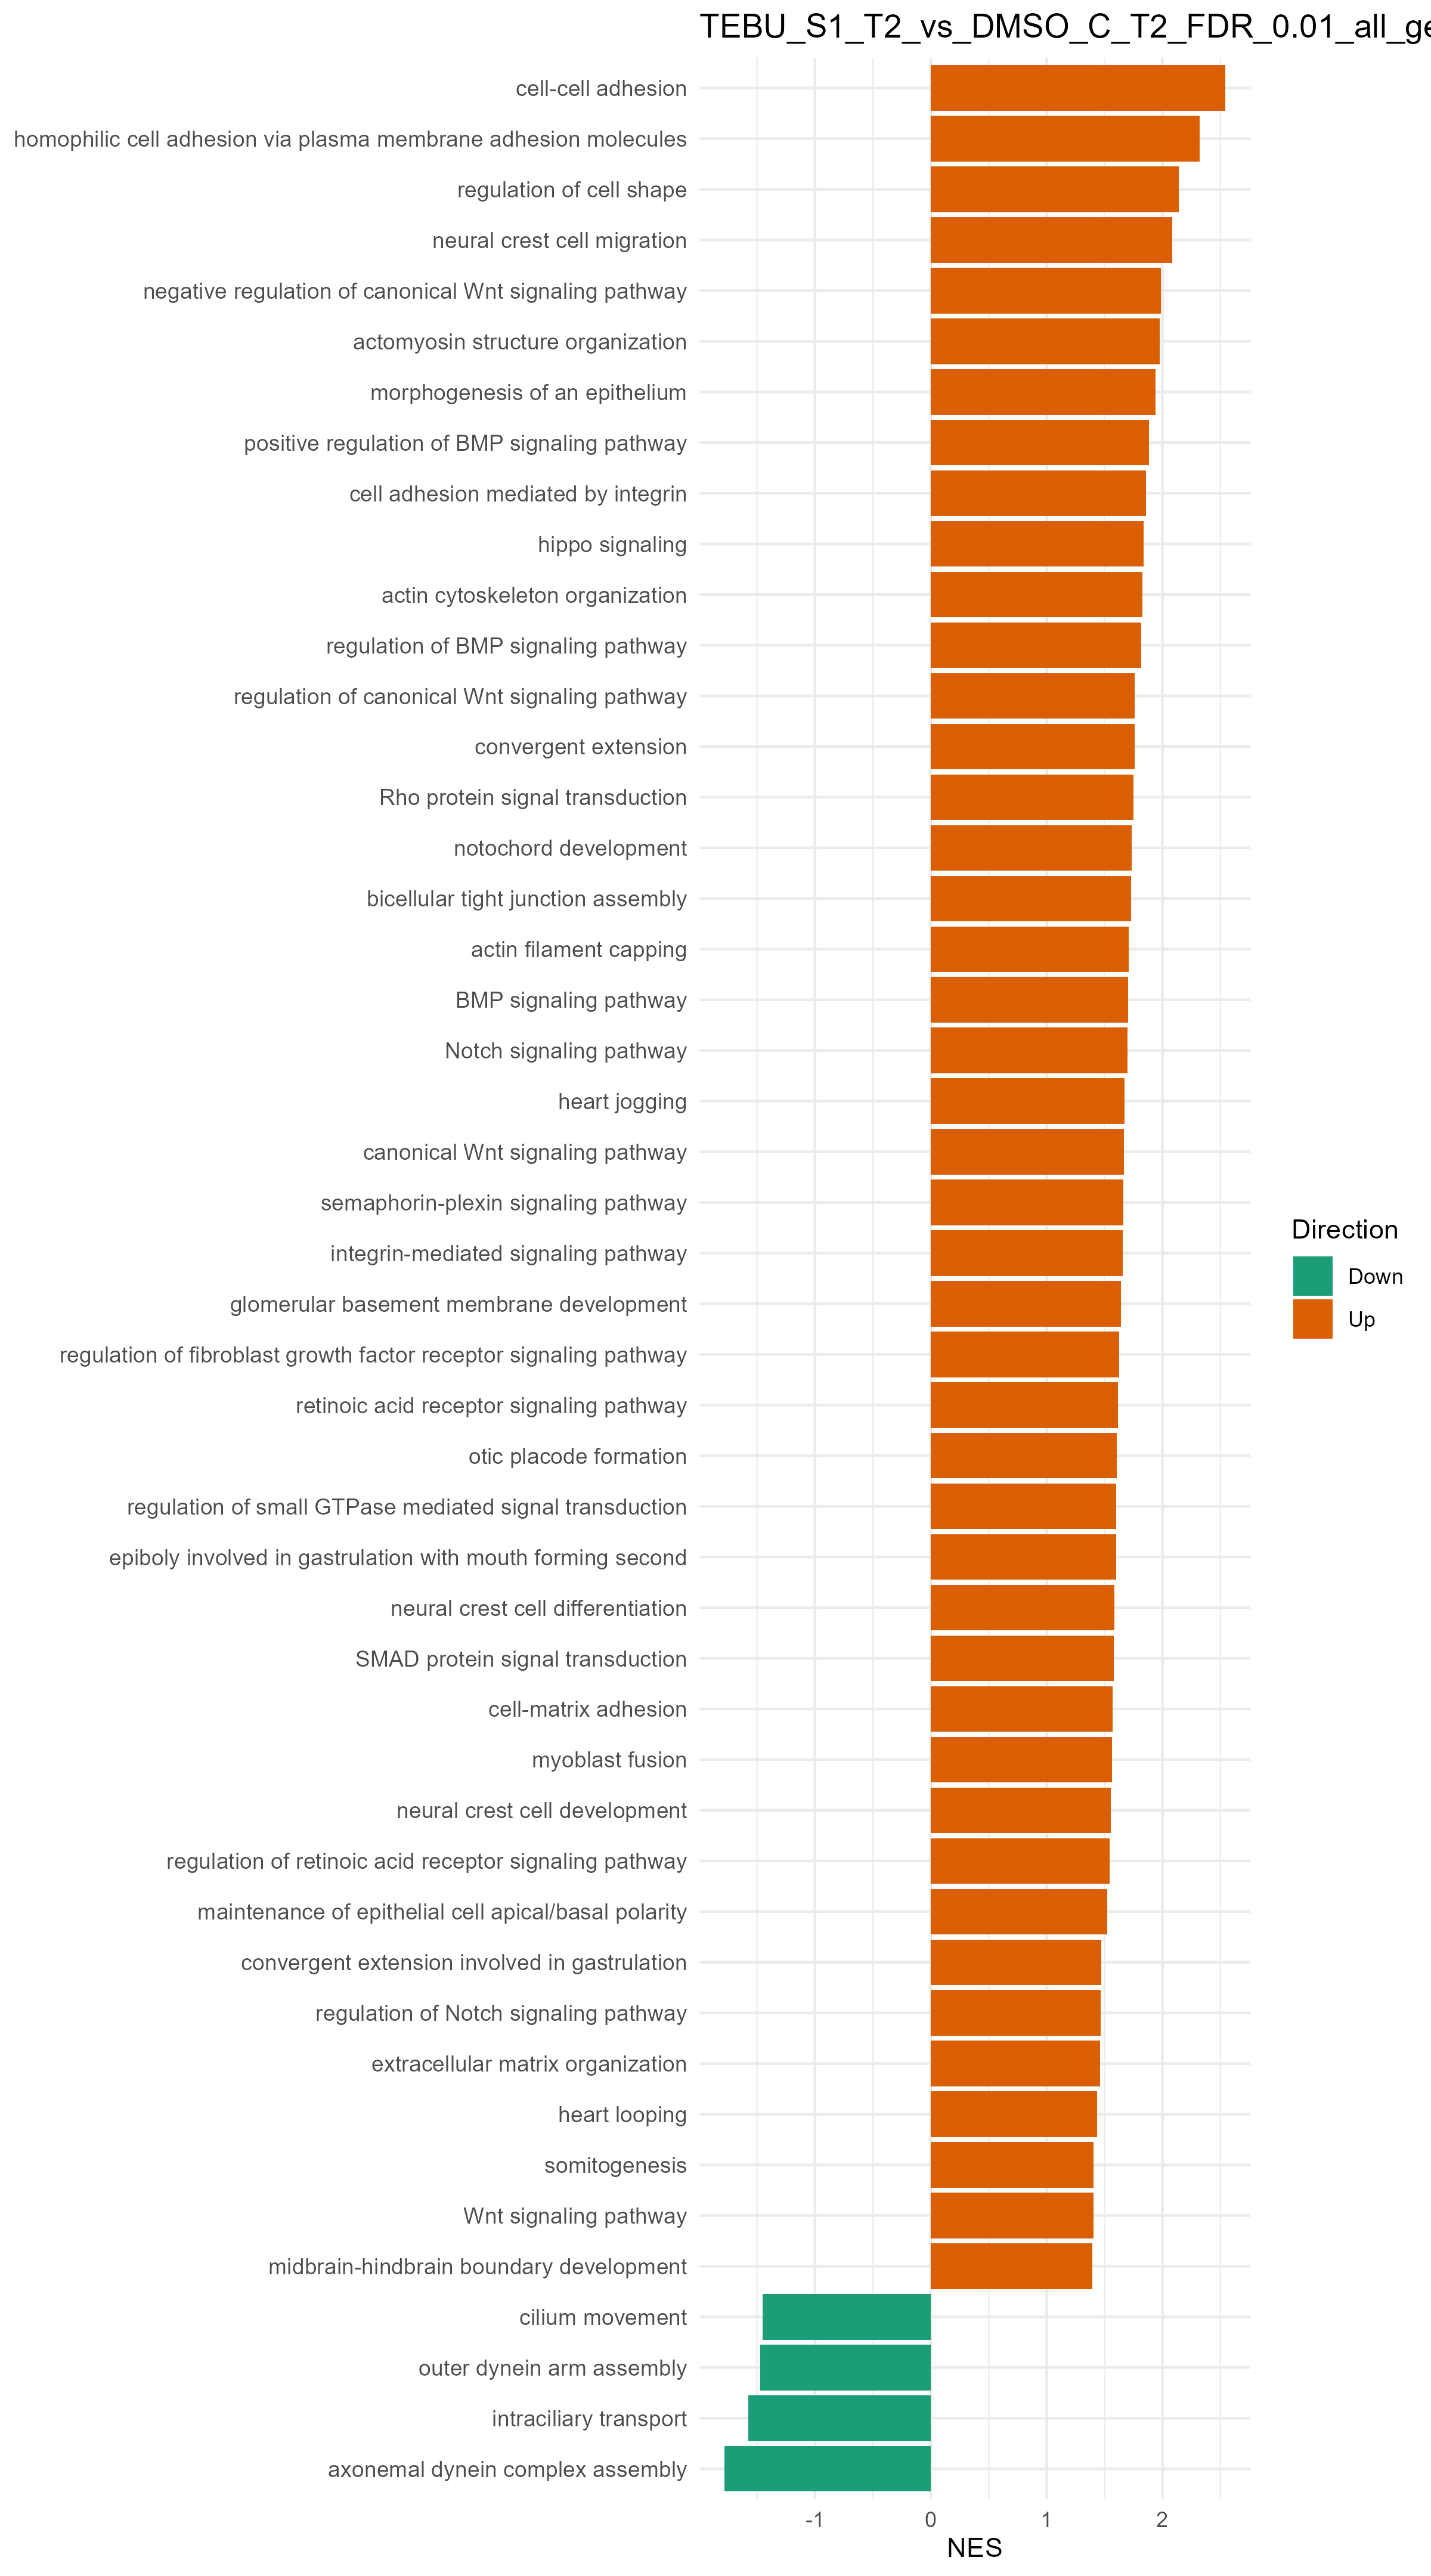 TEBU_S1_T2_vs_DMSO_C_T2_FDR_0.01_all_ge
cell-cell adhesion
homophilic cell adhesion via plasma membrane adhesion molecules
regulation of cell shape
neural crest cell migration
negative regulation of canonical Wnt signaling pathway
actomyosin structure organization
morphogenesis of an epithelium
positive regulation of BMP signaling pathway
cell adhesion mediated by integrin
hippo signaling
actin cytoskeleton organization
regulation of BMP signaling pathway
regulation of canonical Wnt signaling pathway
convergent extension
Rho protein signal transduction
notochord development
bicellular tight junction assembly
actin filament capping
BMP signaling pathway
Notch signaling pathway
heart jogging
canonical Wnt signaling pathway
semaphorin-plexin signaling pathway
integrin-mediated signaling pathway
glomerular basement membrane development
regulation of fibroblast growth factor receptor signaling pathway
retinoic acid receptor signaling pathway
otic placode formation
regulation of small GTPase mediated signal transduction
epiboly involved in gastrulation with mouth forming second
neural crest cell differentiation
SMAD protein signal transduction
cell-matrix adhesion
myoblast fusion
neural crest cell development
regulation of retinoic acid receptor signaling pathway
maintenance of epithelial cell apical/basal polarity
convergent extension involved in gastrulation
regulation of Notch signaling pathway
extracellular matrix organization
heart looping
somitogenesis
Wnt signaling pathway
midbrain-hindbrain boundary development
cilium movement
outer dynein arm assembly
intraciliary transport
axonemal dynein complex assembly
-1 0 1 2
NES
Direction
Down
Up